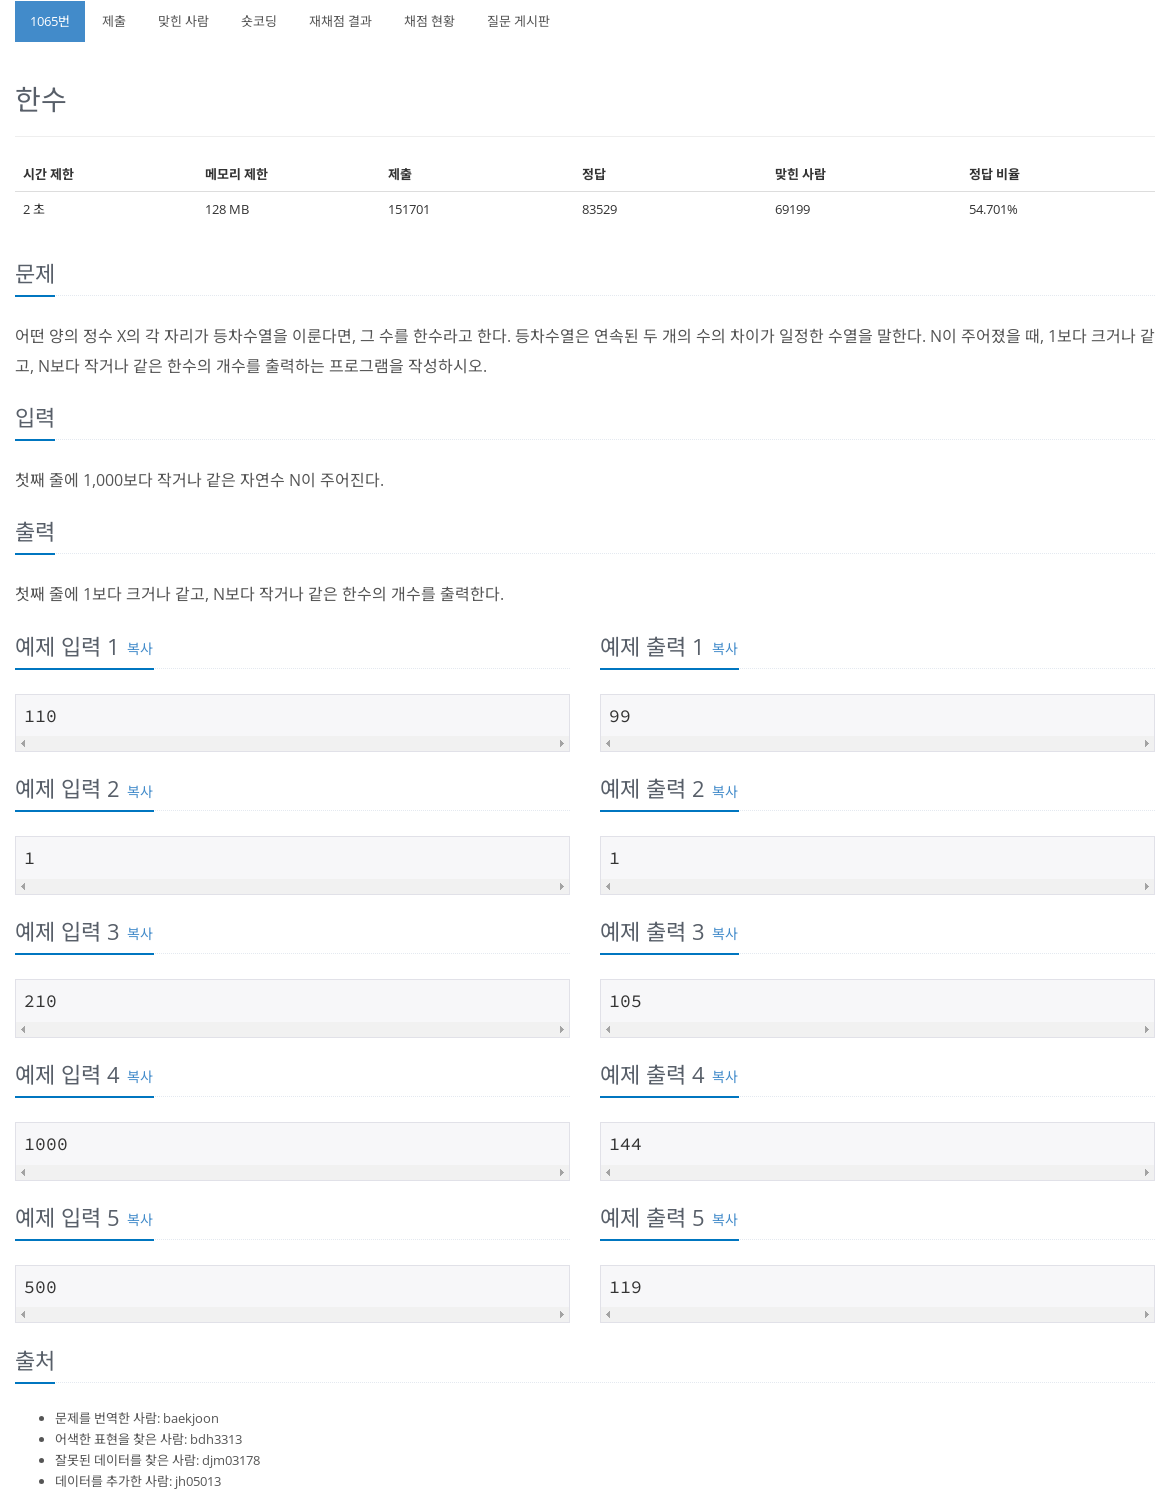 1065번 제출 맞힌 사람 숏코딩 재채점 결과 채점 현황 질문 게시판
한수
시간 제한 메모리 제한 제출 정답 맞힌 사람 정답 비율
2 초 128 MB 151701 83529 69199 54.701%
문제
어떤 양의 정수 X의 각 자리가 등차수열을 이룬다면, 그 수를 한수라고 한다. 등차수열은 연속된 두 개의 수의 차이가 일정한 수열을 말한다. N이 주어졌을 때, 1보다 크거나 같
고, N보다 작거나 같은 한수의 개수를 출력하는 프로그램을 작성하시오.
입력
첫째 줄에 1,000보다 작거나 같은 자연수 N이 주어진다.
출력
첫째 줄에 1보다 크거나 같고, N보다 작거나 같은 한수의 개수를 출력한다.
예제 입력 1 복사 예제 출력 1 복사
110 99
예제 입력 2 복사 예제 출력 2 복사
1 1
예제 입력 3 복사 예제 출력 3 복사
210 105
예제 입력 4 복사 예제 출력 4 복사
1000 144
예제 입력 5 복사 예제 출력 5 복사
500 119
출처
• 문제를 번역한 사람: baekjoon
• 어색한 표현을 찾은 사람: bdh3313
• 잘못된 데이터를 찾은 사람: djm03178
• 데이터를 추가한 사람: jh05013